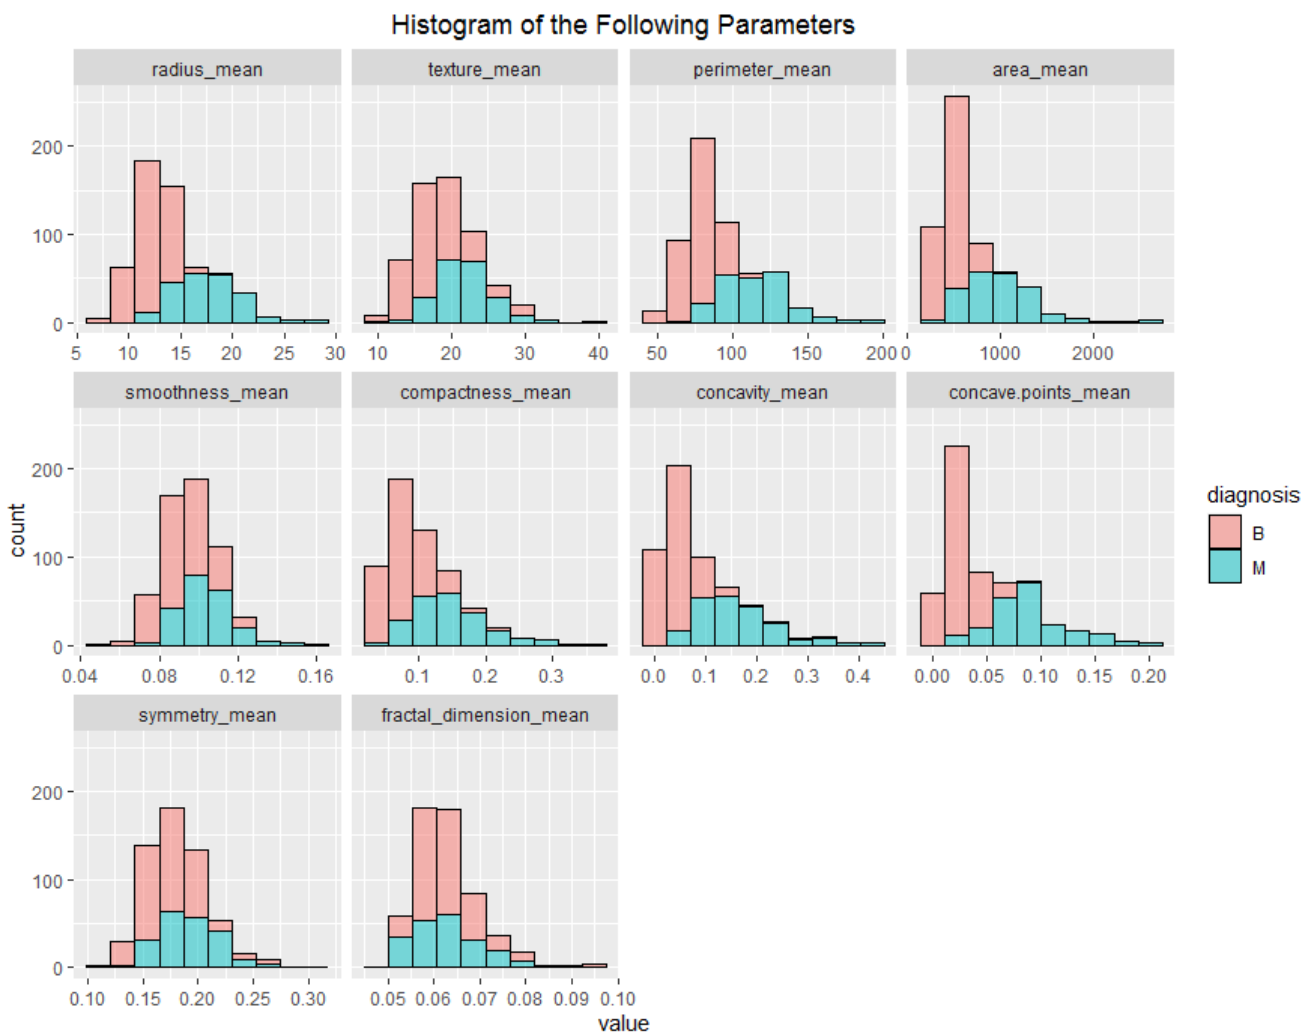 Histogram of the Following Parameters
radius_mean texture_mean perimeter_mean area_mean
200
100
0
5 10 15 20 25 30 10 20 30 40 50 100 150 200 0 1000 2000
smoothness_mean compactness_mean concavity_mean concave.points_mean
200
100
0
0.04 0.08 0.12 0.16 0.1 0.2 0.3 0.0 0.1 0.2 0.3 0.4 0.00 0.05 0.10 0.15 0.20
symmetry_mean fractal_dimension_mean
200
100
0
0.10 0.15 0.20 0.25 0.30 0.05 0.06 0.07 0.08 0.09 0.10
count
value
diagnosis
B
M